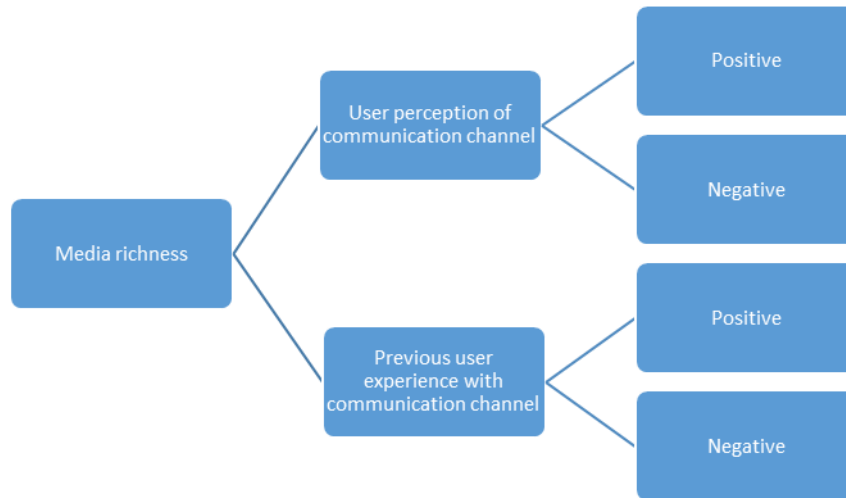 Media richness
User perception of
communication channel
Positive
Negative
Previous user
experience with
communication channel
Positive
Negative